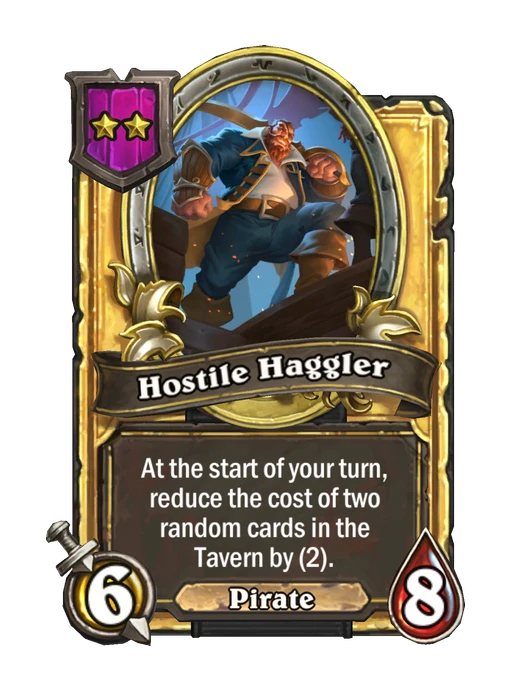 Hostile Haggler
At the start of your turn,
reduce the cost of two
random cards in the
Tavern by (2).
6
Pirate
8